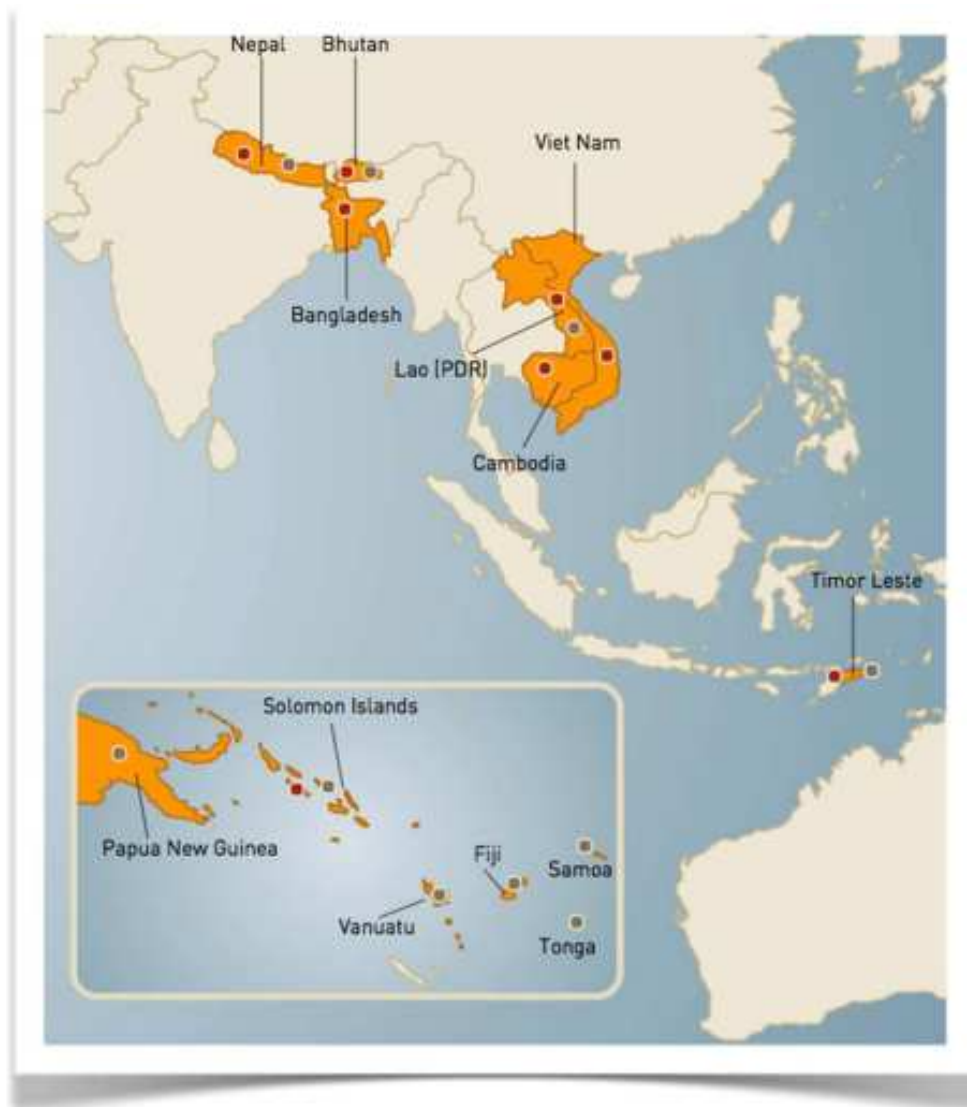 Nepal
Bhutan
Viet Nam
Bangladesh
Lao (PDR)
Cambodia
Timor Leste
Solomon Islands
Papua New Guinea
Fiji
Samoa
Vanuatu
Tonga